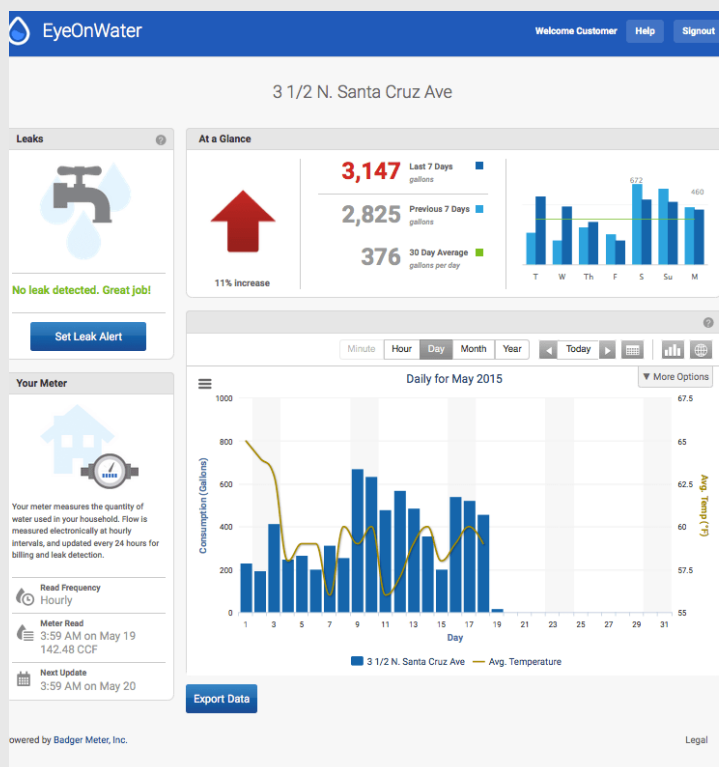 EyeOnWater
Welcome Customer
Help
Signout
3 1/2 N. Santa Cruz Ave
Leaks
No leak detected. Great job!
Set Leak Alert
Your Meter
Your meter measures the quantity of
water used in your household. Flow is
measured electronically at hourly
intervals, and updated every 24 hours for
billing and leak detection.
Read Frequency
Hourly
Meter Read
3:59 AM on May 19
142.48 CCF
Next Update
3:59 AM on May 20
At a Glance
11% increase
3,147 Last 7 Days
gallons
2,825 Previous 7 Days
gallons
376 30 Day Average
gallons per day
672
460
T W Th F S Su M
Minute Hour Day Month Year Today
Daily for May 2015
▼ More Options
Consumption (Gallons)
1000
800
600
400
200
0
67.5
65
62.5
60
57.5
55
Avg. Temp (°F)
1 3 5 7 9 11 13 15 17 19 21 23 25 27 29 31
Day
3 1/2 N. Santa Cruz Ave Avg. Temperature
Export Data
owered by Badger Meter, Inc.
Legal